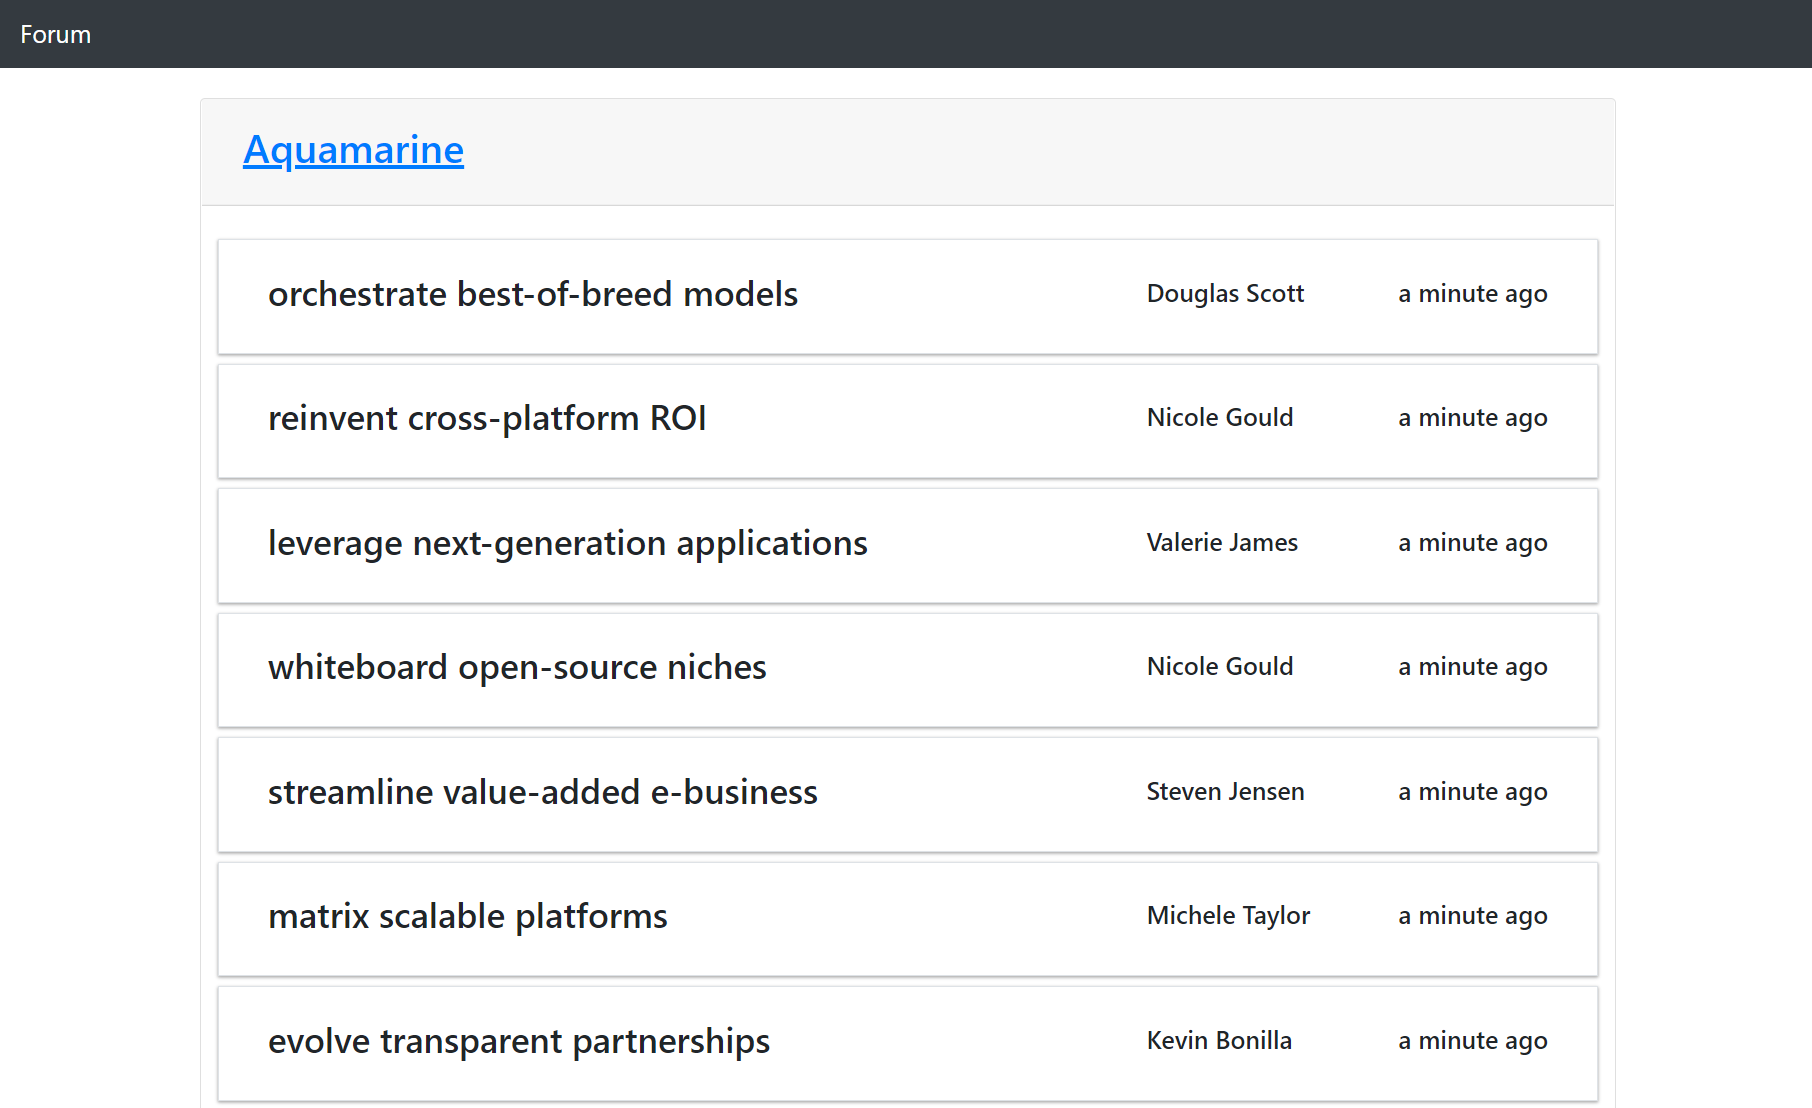 Forum
Aquamarine
orchestrate best-of-breed models Douglas Scott a minute ago
reinvent cross-platform ROI Nicole Gould a minute ago
leverage next-generation applications Valerie James a minute ago
whiteboard open-source niches Nicole Gould a minute ago
streamline value-added e-business Steven Jensen a minute ago
matrix scalable platforms Michele Taylor a minute ago
evolve transparent partnerships Kevin Bonilla a minute ago